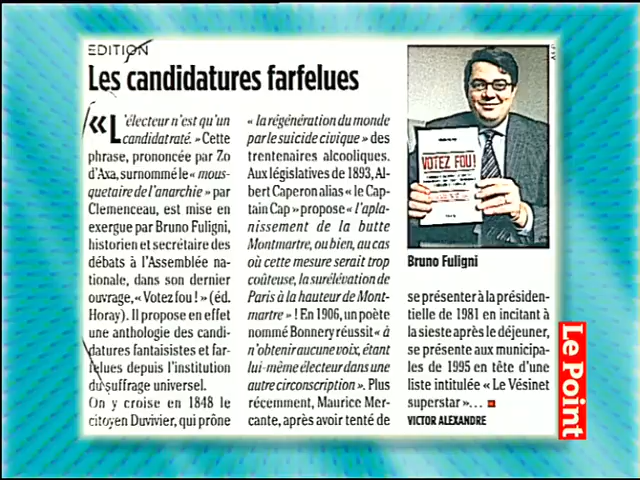 EDITION
Les candidatures farfelues
« L'électeur n'est qu'un
candidat raté. » Cette
phrase, prononcée par Zo
d'Axa, surnommé le « mous-
quetaire de l'anarchie » par
Clemenceau, est mise en
exergue par Bruno Fuligni,
historien et secrétaire des
débats à l'Assemblée na-
tionale, dans son dernier
ouvrage, « Votez fou ! » (éd.
Horay). Il propose en effet
une anthologie des candi-
datures fantaisistes et far-
felues depuis l'institution
du suffrage universel.
On y croise en 1848 le
citoyen Duvivier, qui prône
« la régénération du monde
par le suicide civique » des
trentenaires alcooliques.
Aux législatives de 1893, Al-
bert Caperon alias « le Cap-
tain Cap » propose « l'apla-
nissement de la butte
Montmartre, ou bien, au cas
où cette mesure serait trop
coûteuse, la surélévation de
Paris à la hauteur de Mont-
martre » ! En 1906, un poète
nommé Bonnery réussit « à
n'obtenir aucune voix, étant
lui-même électeur dans une
autre circonscription ». Plus
récemment, Maurice Mer-
cante, après avoir tenté de
VOTEZ FOU !
Bruno Fuligni
se présenter à la présiden-
tielle de 1981 en incitant à
la sieste après le déjeuner,
se présente aux municipa-
les de 1995 en tête d'une
liste intitulée « Le Vésinet
superstar »...
VICTOR ALEXANDRE
Le Point